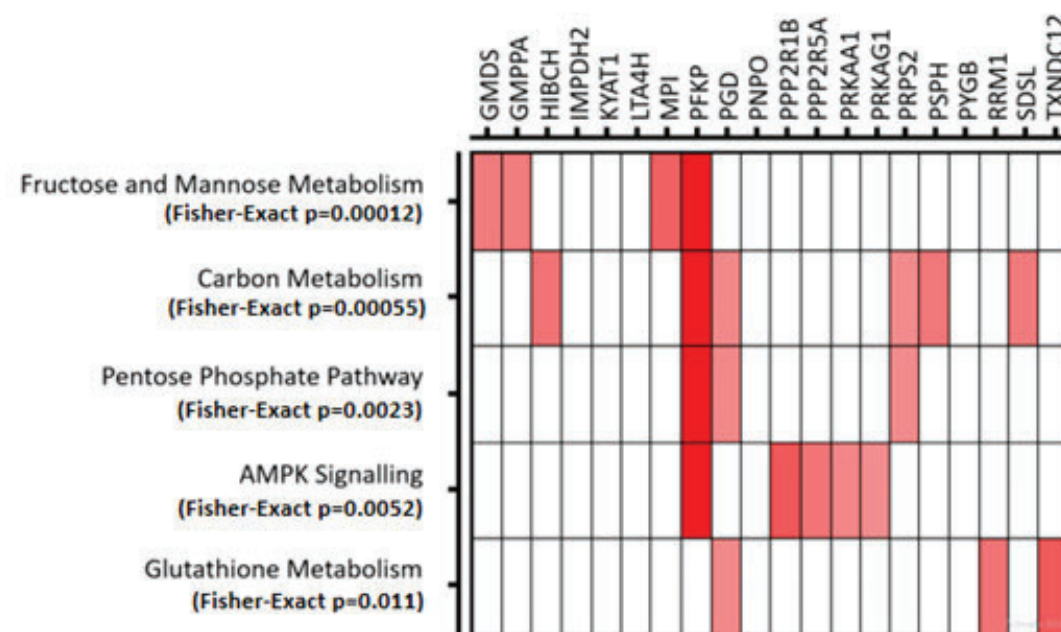 GMDS
GMPPA
HIBCH
IMPDH2
KYAT1
LTA4H
MPI
PFKP
PGD
PNPO
PPP2R1B
PPP2R5A
PRKAA1
PRKAG1
PRPS2
PSPH
PYGB
RRM1
SDSL
TXNDC12
Fructose and Mannose Metabolism
(Fisher-Exact p=0.00012)
Carbon Metabolism
(Fisher-Exact p=0.00055)
Pentose Phosphate Pathway
(Fisher-Exact p=0.0023)
AMPK Signalling
(Fisher-Exact p=0.0052)
Glutathione Metabolism
(Fisher-Exact p=0.011)